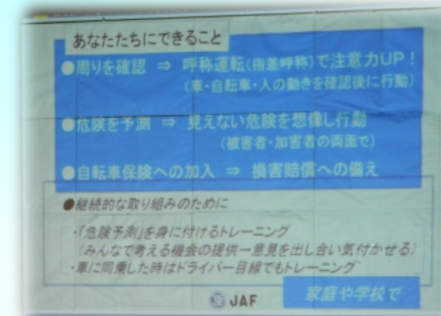 あなたたちにできること
●周りを確認 ⇒ 呼称運転(指差呼称)で注意力UP!
(車・自転車・人の動きを確認後に行動)
●危険を予測 ⇒ 見えない危険を想像し行動
(被害者・加害者の両面で)
●自転車保険への加入 ⇒ 損害賠償への備え
●継続的な取り組みのために
・「危険予測」を身に付けるトレーニング
(みんなで考える機会の提供→意見を出し合い気付かせる)
・車に同乗した時はドライバー目線でもトレーニング
JAF
家庭や学校で